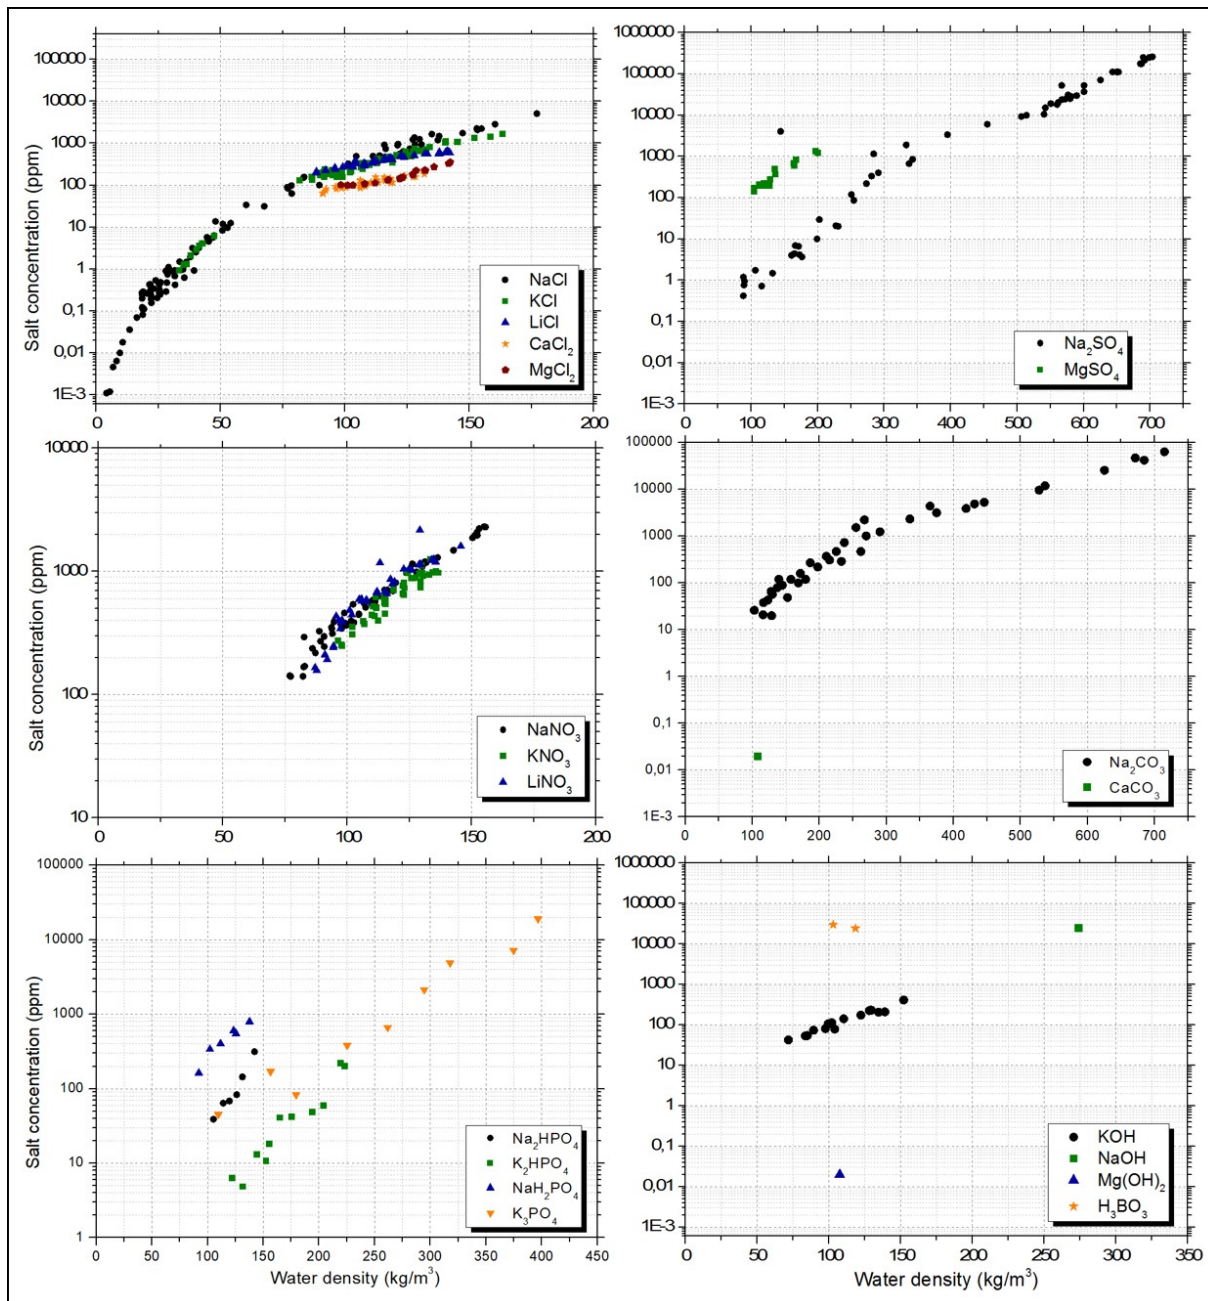 Salt concentration (ppm)
100000
10000
1000
100
10
1
0,1
0,01
1E-3
0 50 100 150 200
NaCl
KCl
LiCl
CaCl₂
MgCl₂
1000000
100000
10000
1000
100
10
1
0,1
0,01
1E-3
0 100 200 300 400 500 600 700
Na₂SO₄
MgSO₄
Salt concentration (ppm)
10000
1000
100
10
0 50 100 150 200
NaNO₃
KNO₃
LiNO₃
100000
10000
1000
100
10
1
0,1
0,01
1E-3
0 100 200 300 400 500 600 700
Na₂CO₃
CaCO₃
Salt concentration (ppm)
100000
10000
1000
100
10
1
0 50 100 150 200 250 300 350 400 450
Water density (kg/m³)
Na₂HPO₄
K₂HPO₄
NaH₂PO₄
K₃PO₄
1000000
100000
10000
1000
100
10
1
0,1
0,01
1E-3
0 50 100 150 200 250 300 350
Water density (kg/m³)
KOH
NaOH
Mg(OH)₂
H₃BO₃